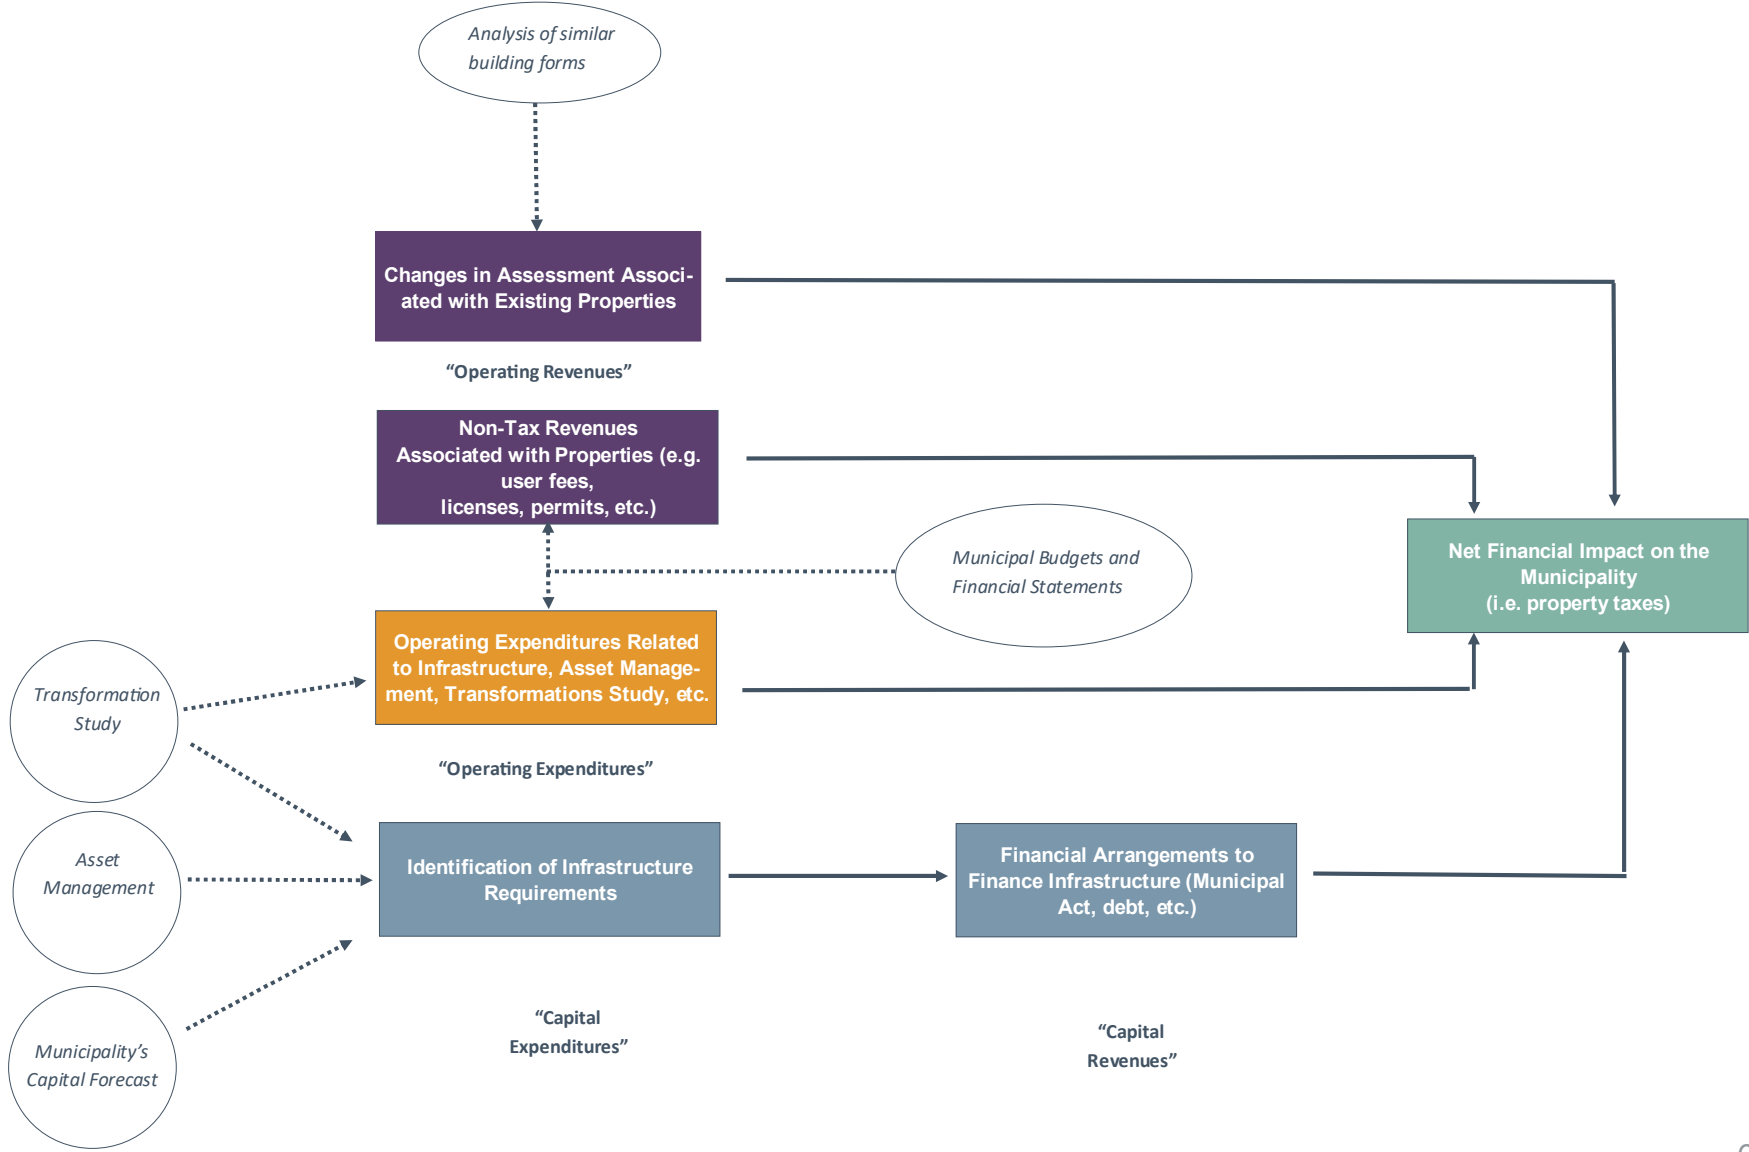 Analysis of similar
building forms
Changes in Assessment Associ-
ated with Existing Properties
“Operating Revenues”
Non-Tax Revenues
Associated with Properties (e.g.
user fees,
licenses, permits, etc.)
Municipal Budgets and
Financial Statements
Net Financial Impact on the
Municipality
(i.e. property taxes)
Operating Expenditures Related
to Infrastructure, Asset Manage-
ment, Transformations Study, etc.
Transformation
Study
“Operating Expenditures”
Asset
Management
Identification of Infrastructure
Requirements
Financial Arrangements to
Finance Infrastructure (Municipal
Act, debt, etc.)
“Capital
Expenditures”
“Capital
Revenues”
Municipality’s
Capital Forecast